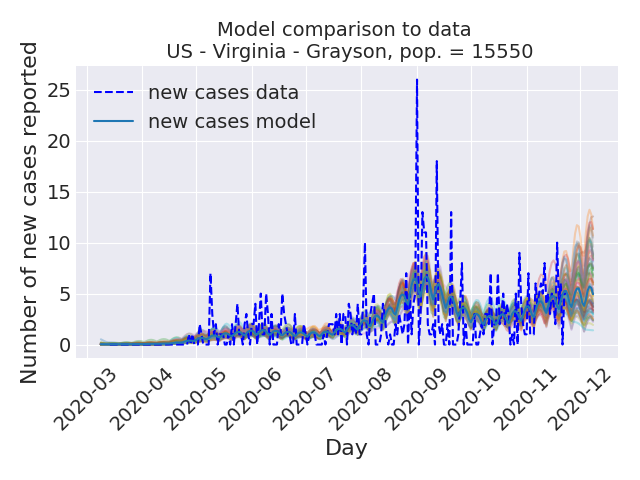 Model comparison to data
US - Virginia - Grayson, pop. = 15550
Number of new cases reported
25
20
15
10
5
0
new cases data
new cases model
2020-03
2020-04
2020-05
2020-06
2020-07
2020-08
2020-09
2020-10
2020-11
2020-12
Day